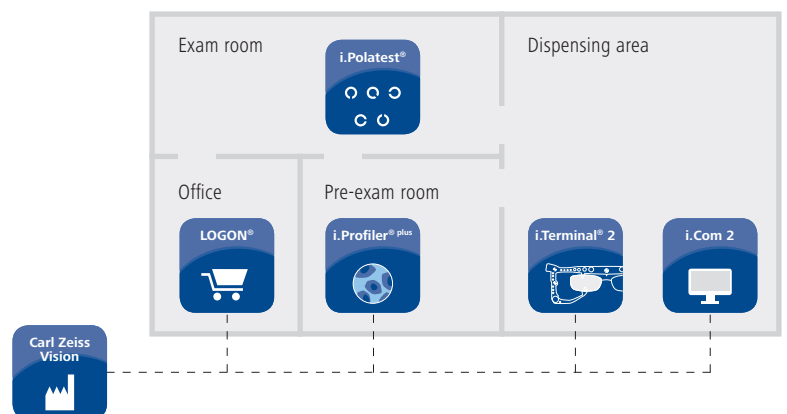 Exam room
i.Polatest®
Dispensing area
Office
Pre-exam room
LOGON®
i.Profiler® plus
i.Terminal® 2
i.Com 2
Carl Zeiss
Vision